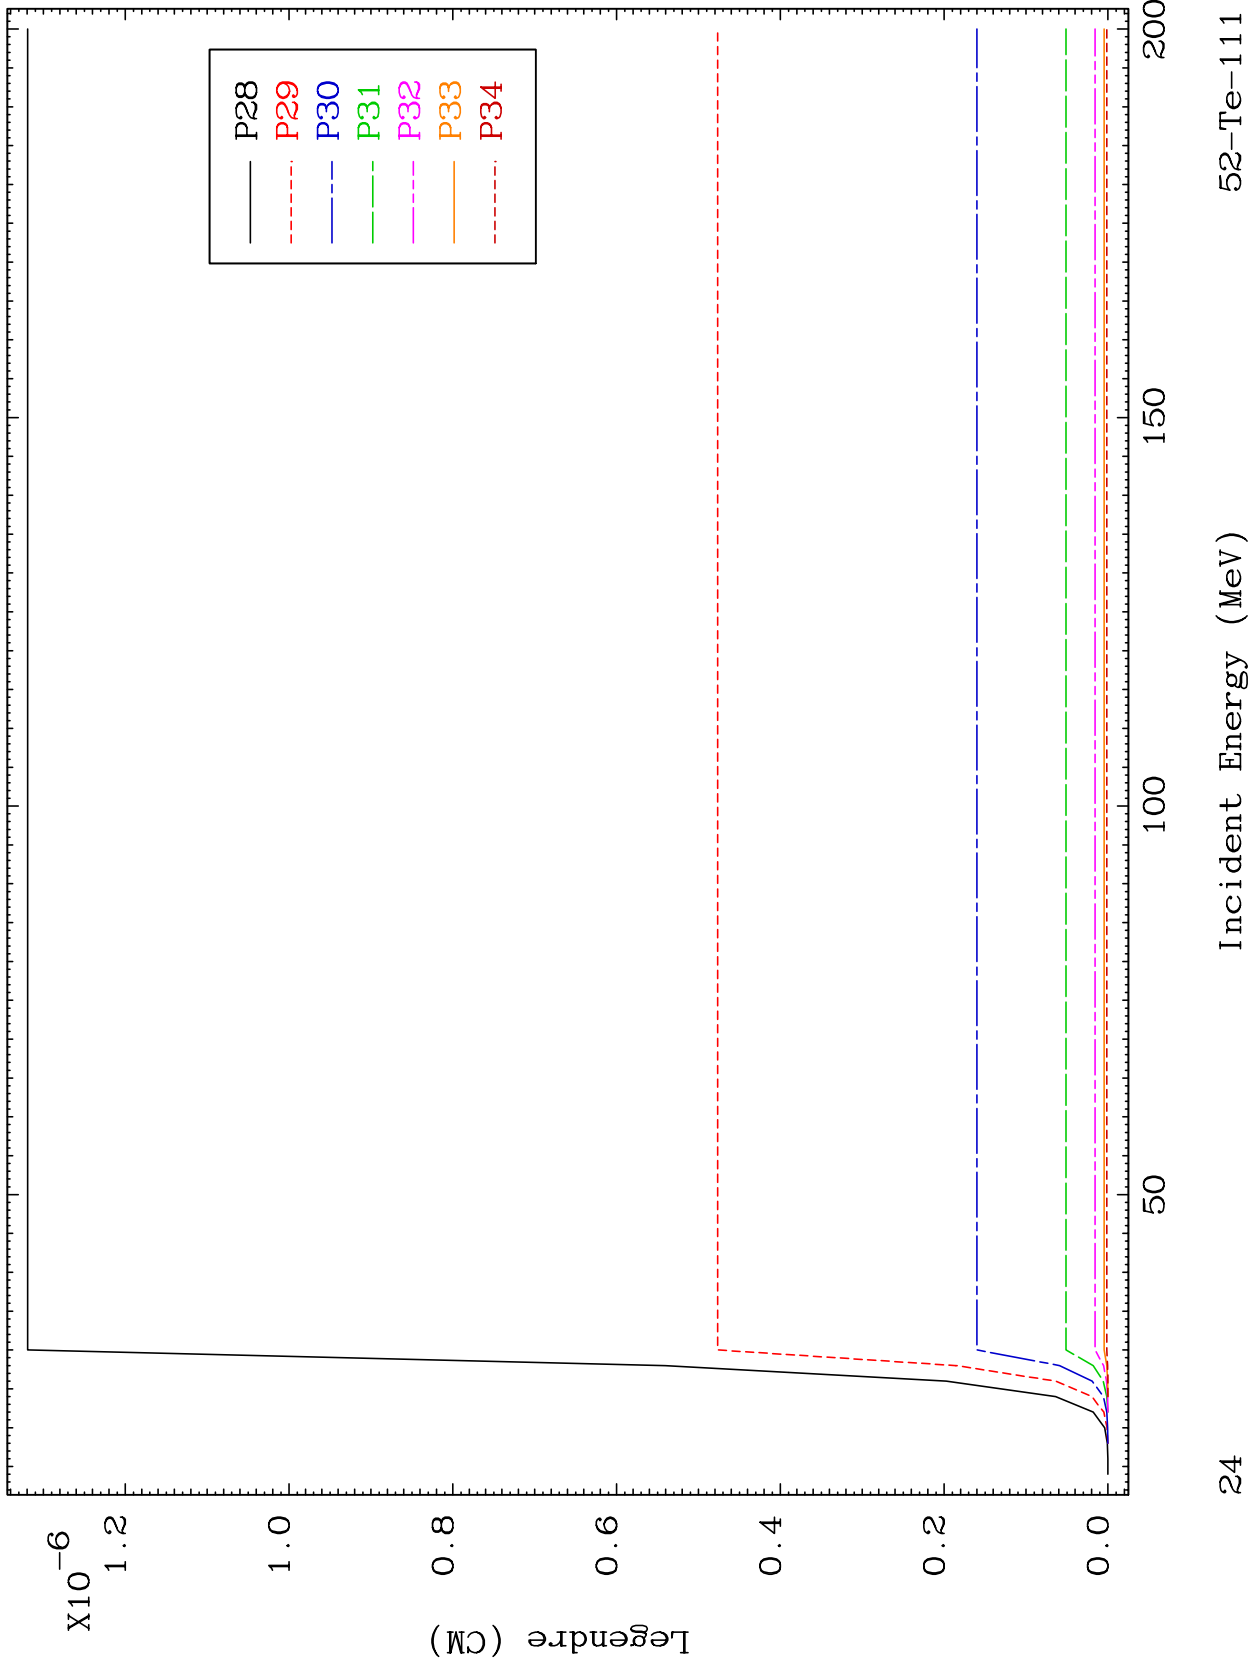 X10-6
1.2
1.0
0.8
0.6
0.4
0.2
0.0
Legendre (CM)
P28
P29
P30
P31
P32
P33
P34
50
100
150
200
Incident Energy (MeV)
24
52-Te-111